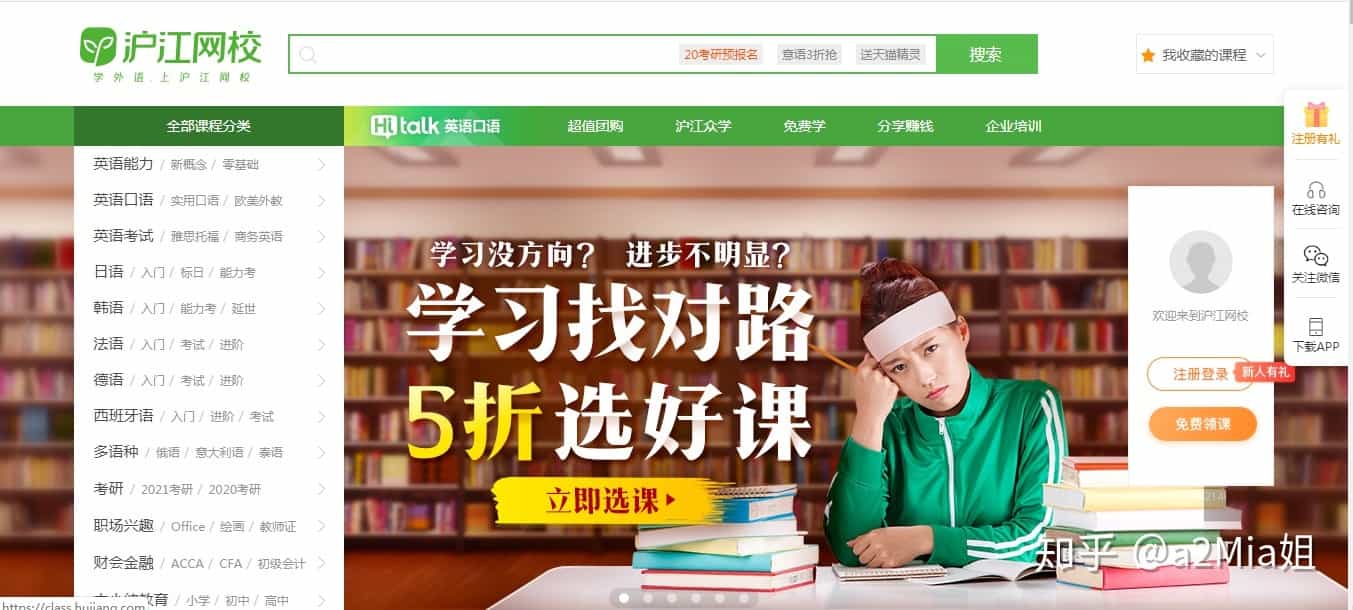 沪江网校
学外语.上沪江网校
20考研预报名 意语3折抢 送天猫精灵 搜索
我收藏的课程
全部课程分类
Hi talk 英语口语 超值团购 沪江众学 免费学 分享赚钱 企业培训
英语能力 / 新概念 / 零基础
英语口语 / 实用口语 / 欧美外教
英语考试 / 雅思托福 / 商务英语
日语 / 入门 / 标日 / 能力考
韩语 / 入门 / 能力考 / 延世
法语 / 入门 / 考试 / 进阶
德语 / 入门 / 考试 / 进阶
西班牙语 / 入门 / 进阶 / 考试
多语种 / 俄语 / 意大利语 / 泰语
考研 / 2021考研 / 2020考研
职场兴趣 / Office / 绘画 / 教师证
财会金融 / ACCA / CFA / 初级会计
教育 / 小学 / 初中 / 高中
https://class.hujiang.com
学习没方向? 进步不明显?
学习找对路
5折选好课
立即选课
欢迎来到沪江网校
注册登录
新人有礼
免费领课
注册有礼
在线咨询
关注微信
下载APP
知乎 @a2Mia姐